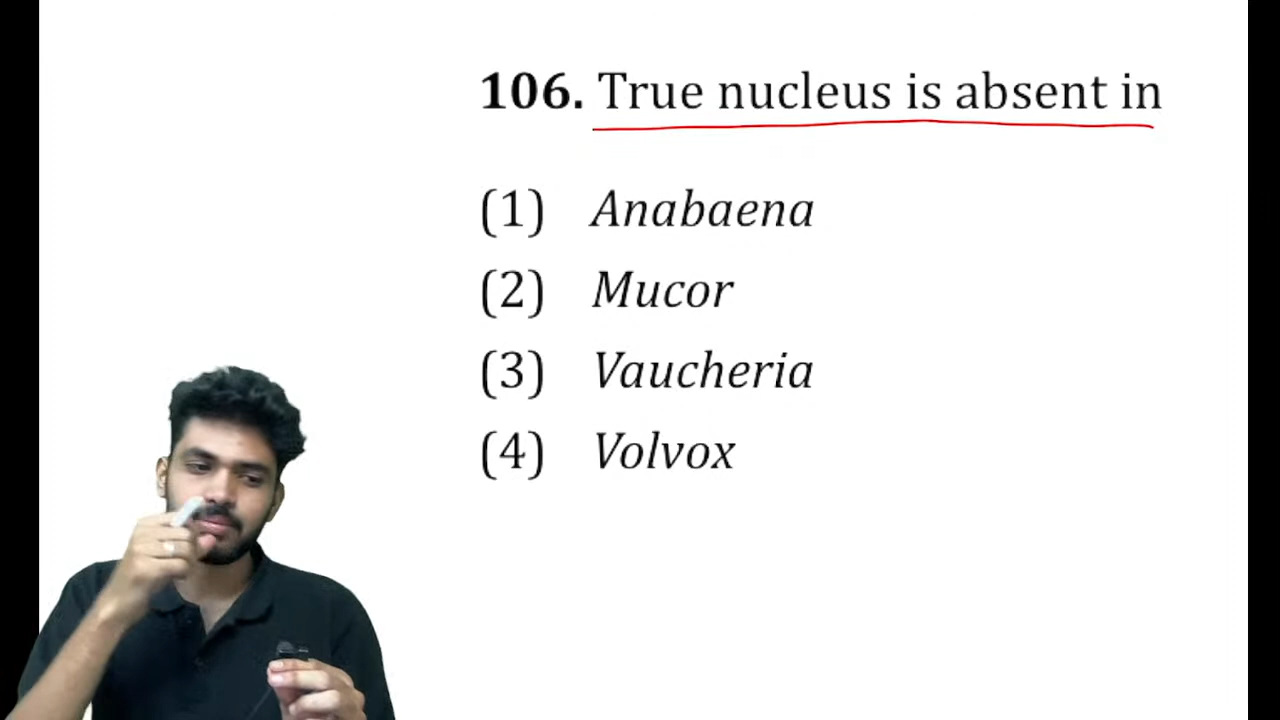 106. True nucleus is absent in
(1) Anabaena
(2) Mucor
(3) Vaucheria
(4) Volvox